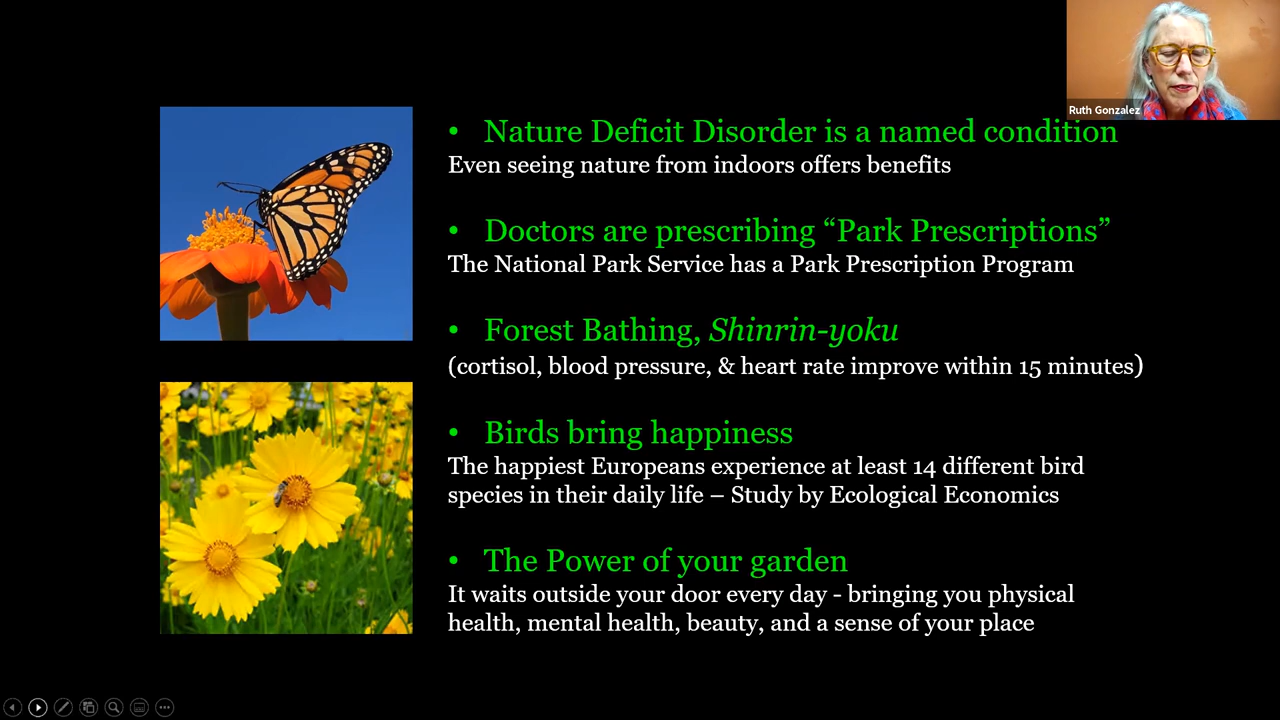 Ruth Gonzalez
• Nature Deficit Disorder is a named condition
Even seeing nature from indoors offers benefits
• Doctors are prescribing “Park Prescriptions”
The National Park Service has a Park Prescription Program
• Forest Bathing, Shinrin-yoku
(cortisol, blood pressure, & heart rate improve within 15 minutes)
• Birds bring happiness
The happiest Europeans experience at least 14 different bird
species in their daily life – Study by Ecological Economics
• The Power of your garden
It waits outside your door every day - bringing you physical
health, mental health, beauty, and a sense of your place